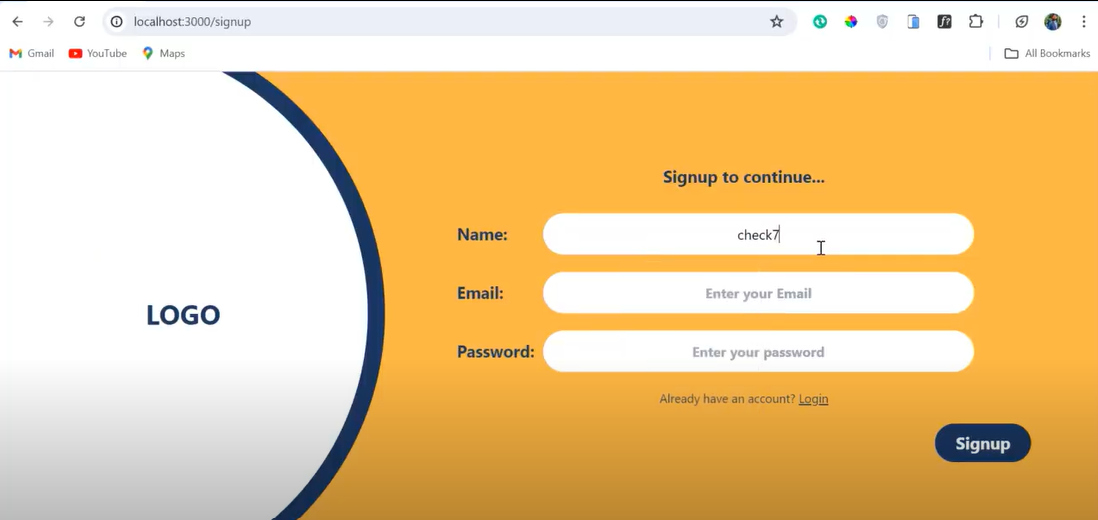 localhost:3000/signup
Gmail YouTube Maps All Bookmarks
Signup to continue...
Name: check7
Email: Enter your Email
LOGO
Password: Enter your password
Already have an account? Login
Signup